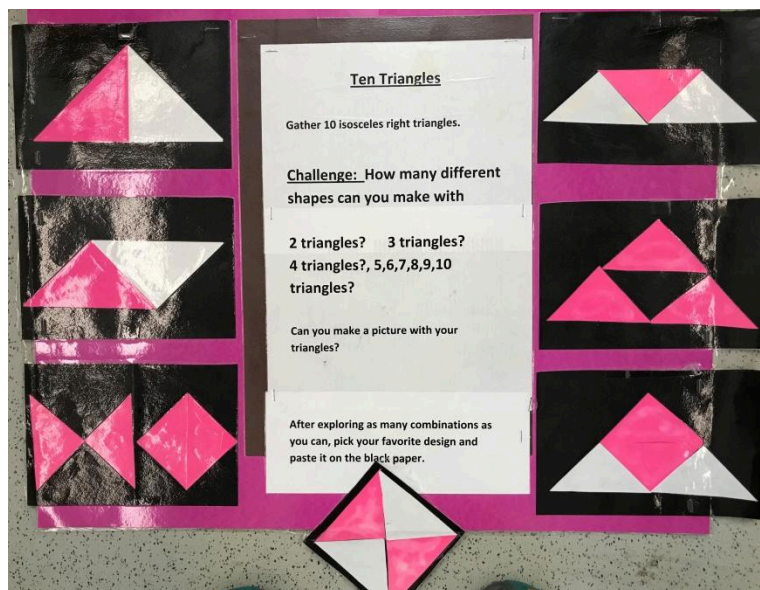 Ten Triangles
Gather 10 isosceles right triangles.
Challenge: How many different
shapes can you make with
2 triangles? 3 triangles?
4 triangles?, 5,6,7,8,9,10
triangles?
Can you make a picture with your
triangles?
After exploring as many combinations as
you can, pick your favorite design and
paste it on the black paper.